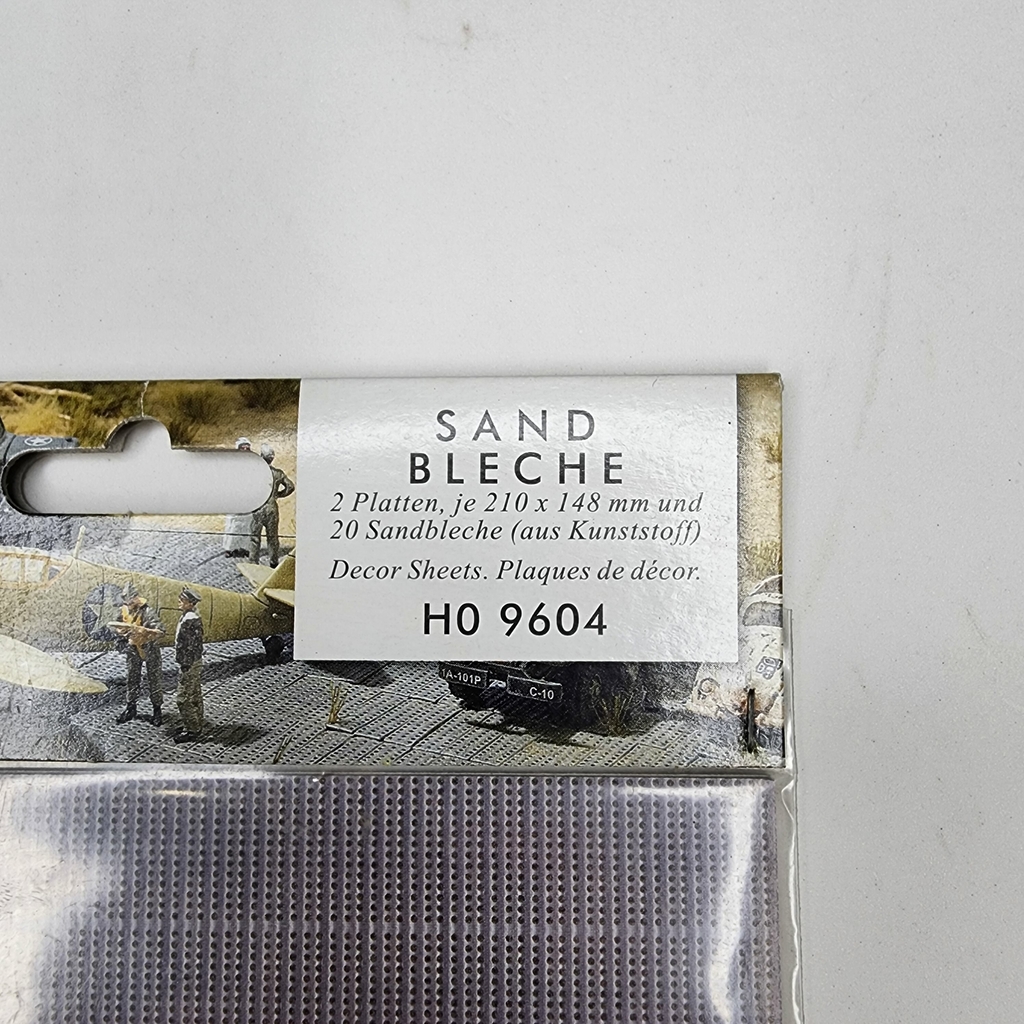 SAND
BLECHE
2 Platten, je 210 x 148 mm und
20 Sandbleche (aus Kunststoff)
Decor Sheets. Plaques de décor.
H0 9604
A-101P
C-10